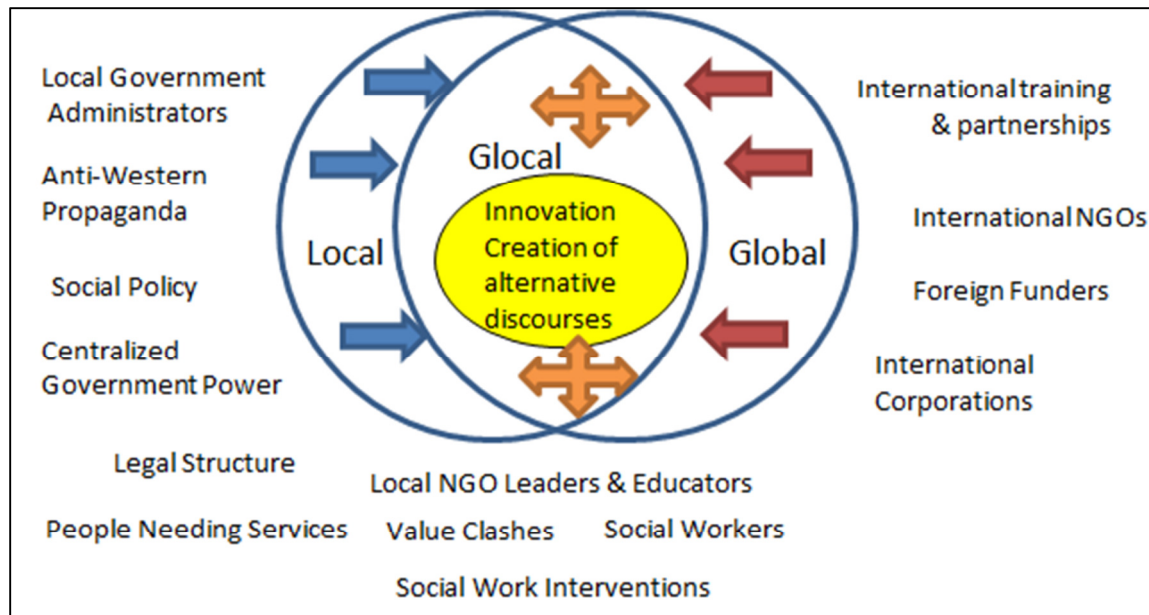 Local Government
Administrators
Anti-Western
Propaganda
Social Policy
Centralized
Government Power
Legal Structure
People Needing Services
Local
Glocal
Innovation
Creation of
alternative
discourses
Global
International training
& partnerships
International NGOs
Foreign Funders
International
Corporations
Local NGO Leaders & Educators
Value Clashes
Social Workers
Social Work Interventions